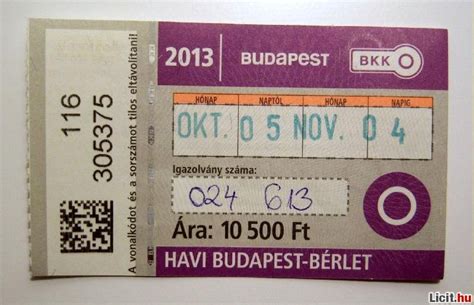 A vonalkódot és a sorszámot tilos eltávolítani!
116
305375
2013 BUDAPEST BKK
HÓNAP NAPTÓL HÓNAP NAPIG
OKT. 05 NOV. 04
Igazolvány száma:
024 613
Ára: 10 500 Ft
HAVI BUDAPEST-BÉRLET
Licit.hu